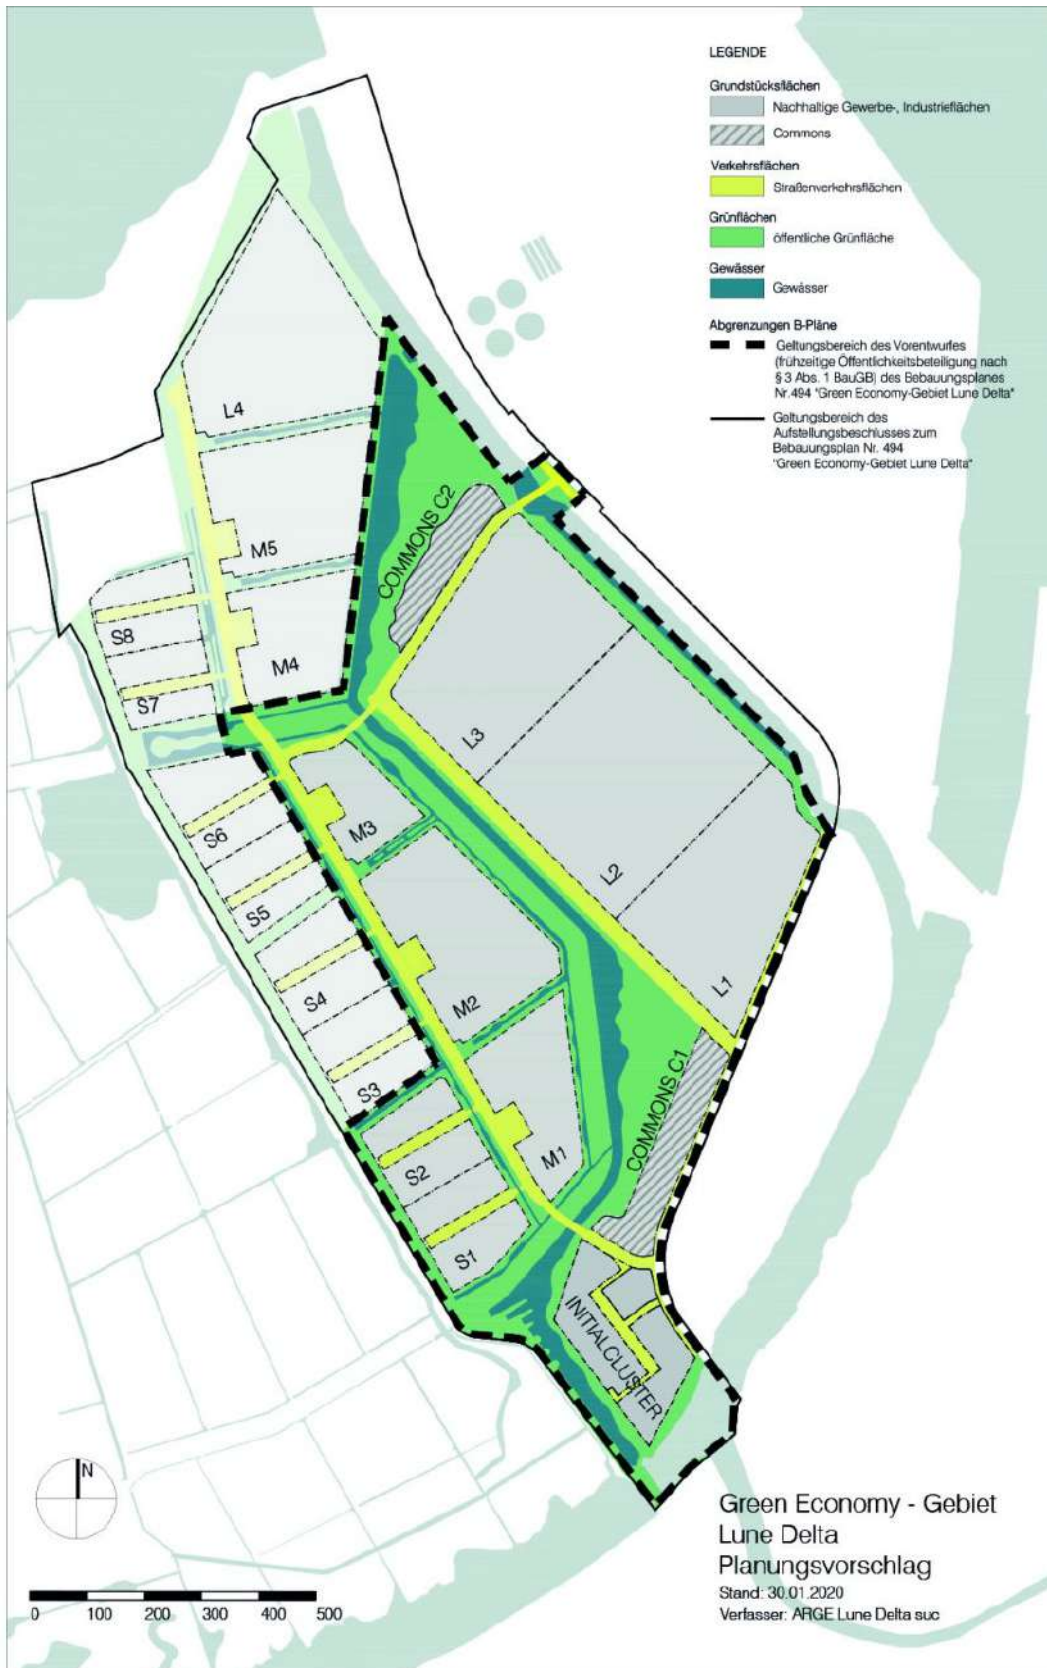 LEGENDE
Grundstücksflächen
Nachhaltige Gewerbe-, Industrieflächen
Commons
Verkehrsflächen
Straßenverkehrsflächen
Grünflächen
öffentliche Grünfläche
Gewässer
Gewässer
Abgrenzungen B-Pläne
Geltungsbereich des Vorentwurfes
(frühzeitige Öffentlichkeitsbeteiligung nach
§ 3 Abs. 1 BauGB) des Bebauungsplanes
Nr.494 "Green Economy-Gebiet Lune Delta"
Geltungsbereich des
Aufstellungsbeschlusses zum
Bebauungsplan Nr. 494
"Green Economy-Gebiet Lune Delta"
L4
M5
COMMONS C2
S8
M4
S7
L3
S6
M3
L2
S5
S4
M2
L1
S3
COMMONS C1
S2
M1
S1
INITIALCLUSTER
N
0 100 200 300 400 500
Green Economy - Gebiet
Lune Delta
Planungsvorschlag
Stand: 30.01.2020
Verfasser: ARGE Lune Delta suc